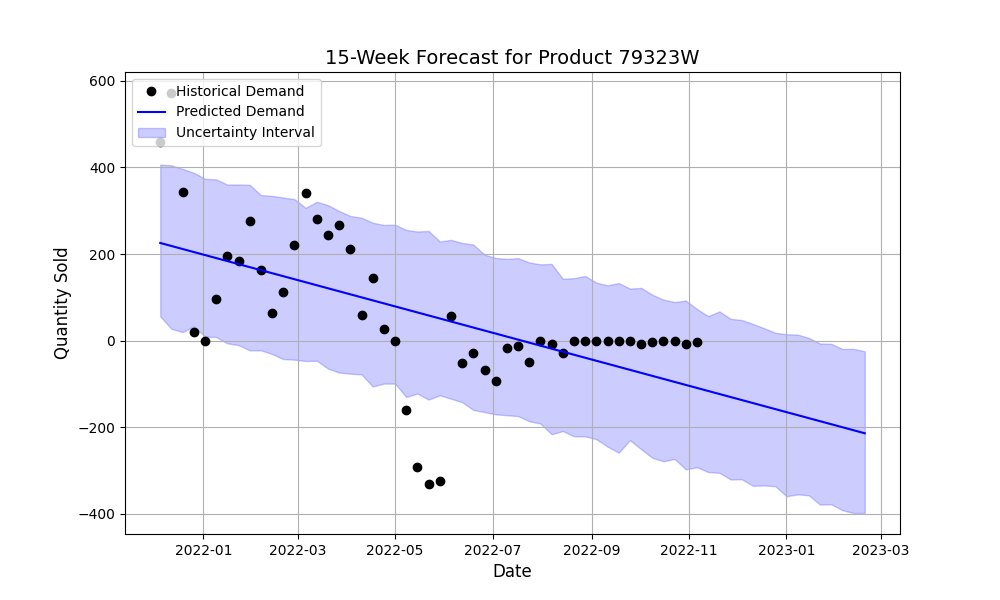 15-Week Forecast for Product 79323W
Historical Demand
Predicted Demand
Uncertainty Interval
Quantity Sold
600
400
200
0
−200
−400
2022-01
2022-03
2022-05
2022-07
2022-09
2022-11
2023-01
2023-03
Date